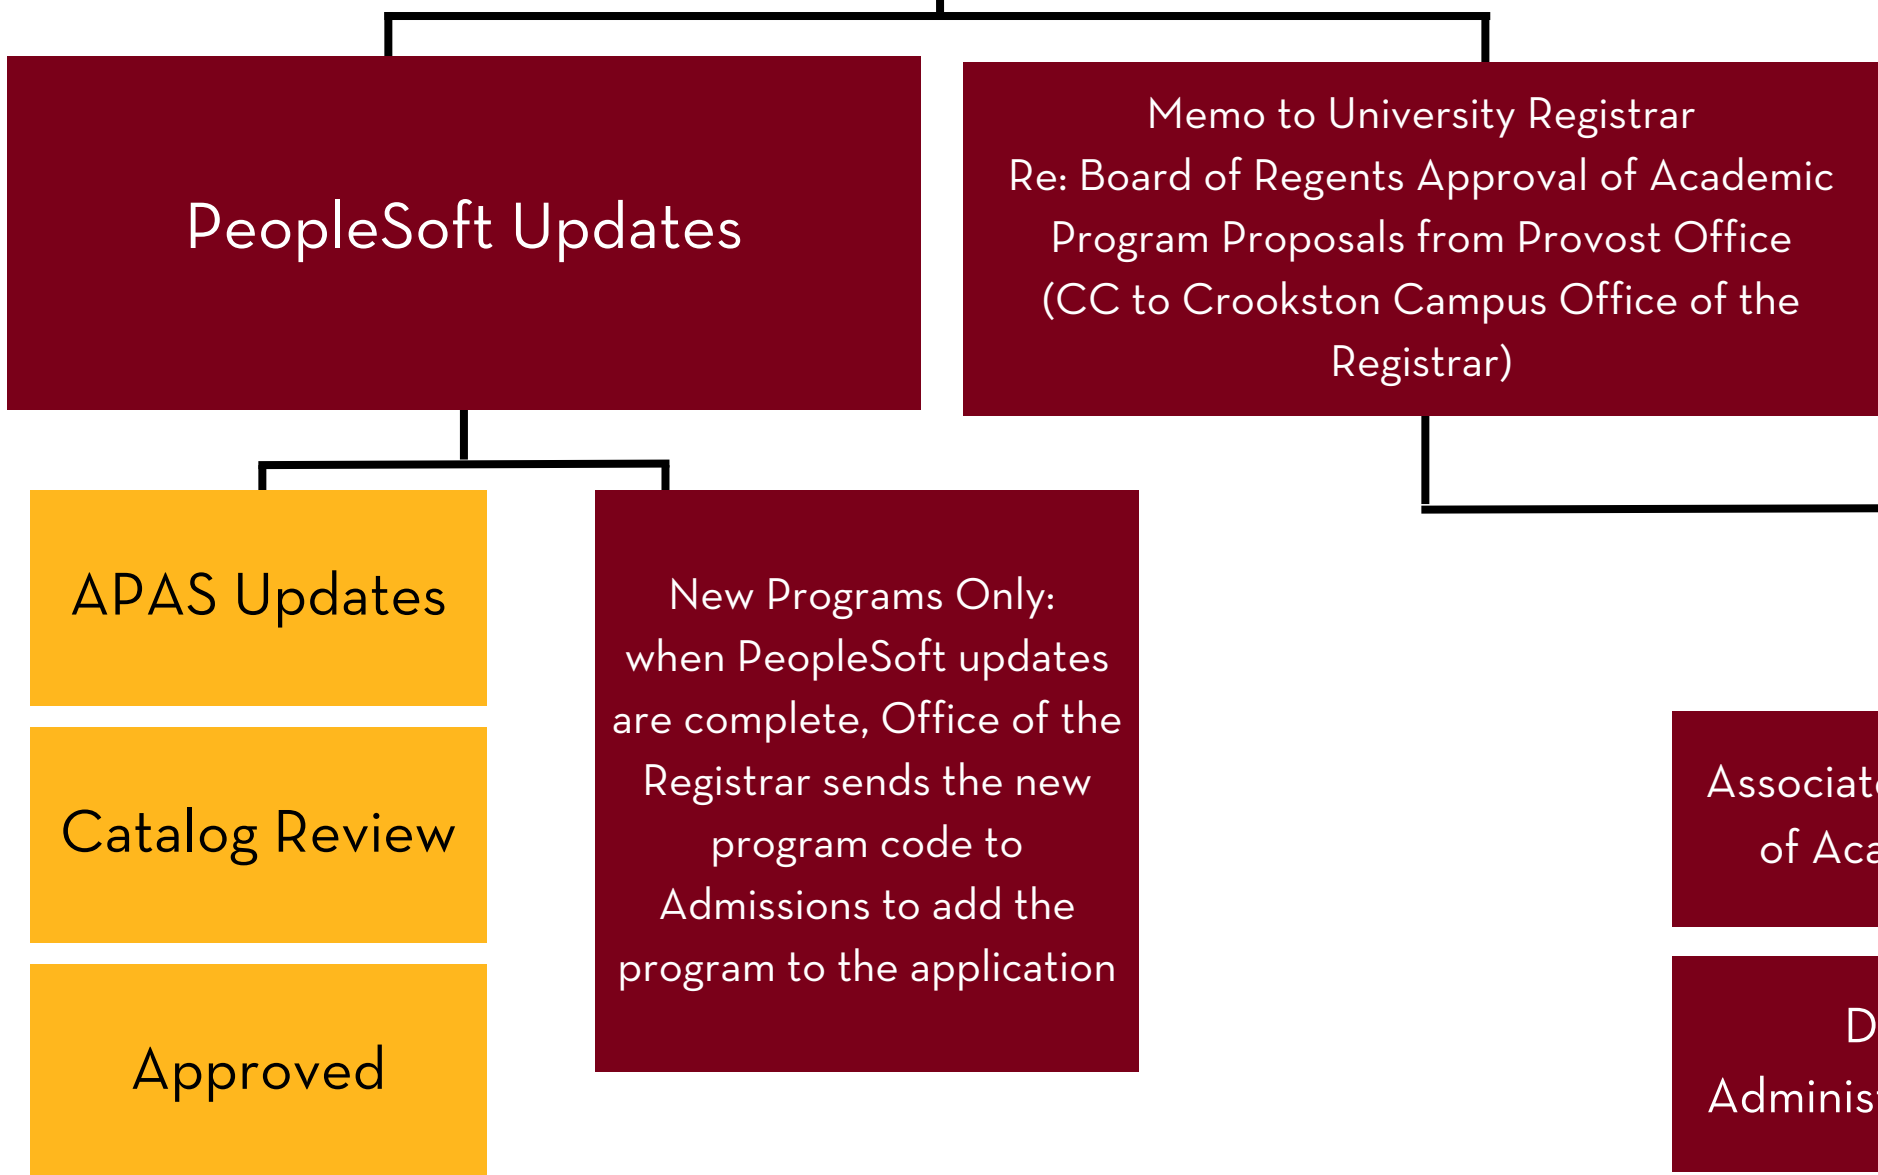 PeopleSoft Updates
Memo to University Registrar
Re: Board of Regents Approval of Academic
Program Proposals from Provost Office
(CC to Crookston Campus Office of the
Registrar)
APAS Updates
Catalog Review
Approved
New Programs Only:
when PeopleSoft updates
are complete, Office of the
Registrar sends the new
program code to
Admissions to add the
program to the application
of